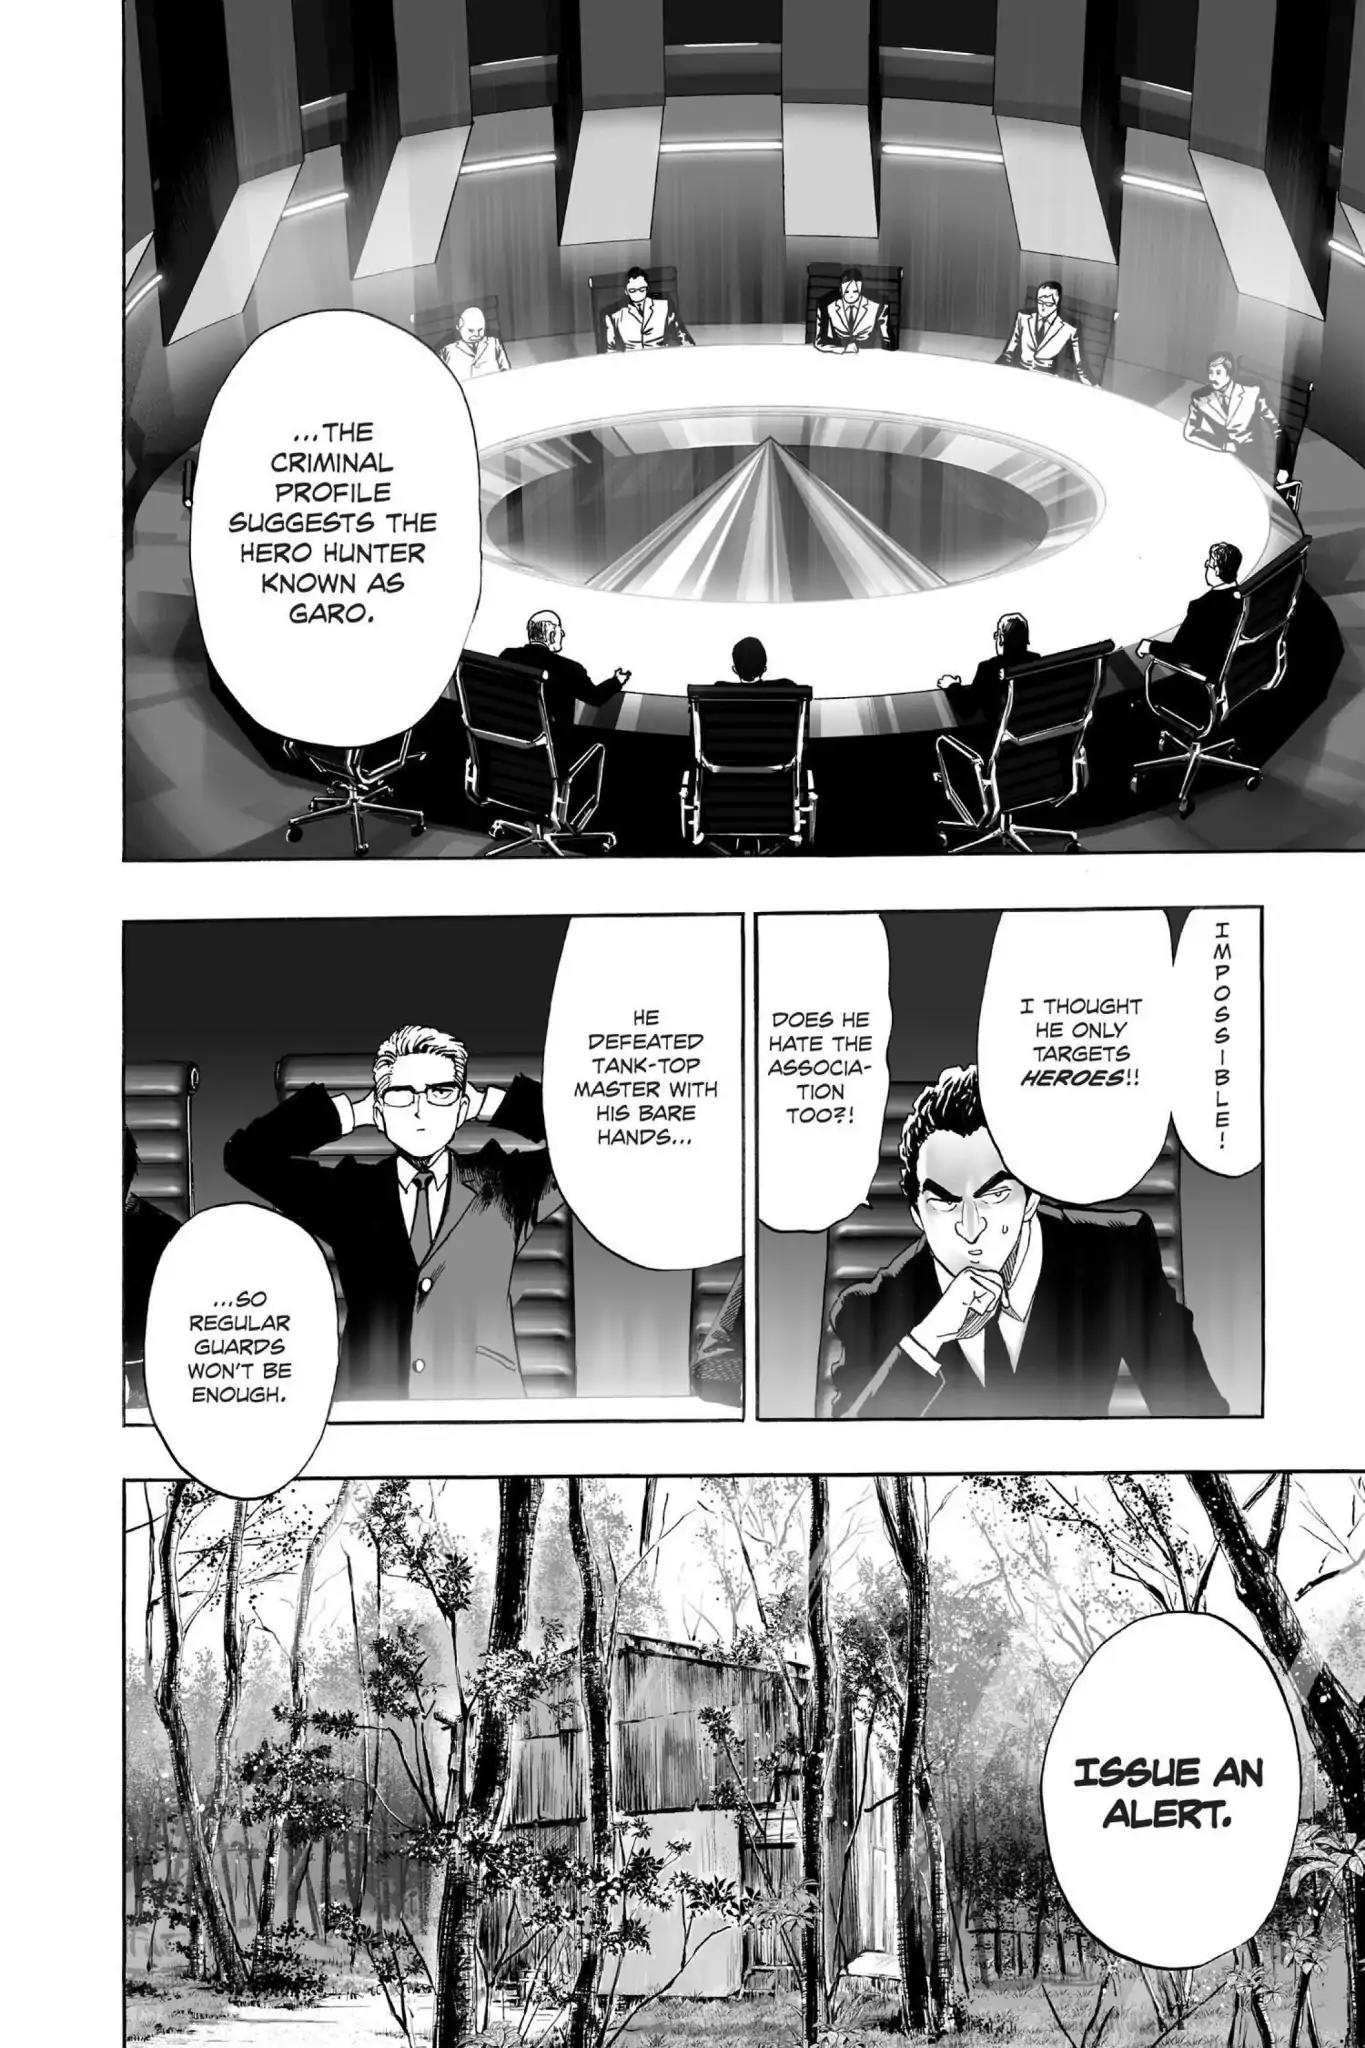 ...THE
CRIMINAL
PROFILE
SUGGESTS THE
HERO HUNTER
KNOWN AS
GARO.
IMPOSSIBLE!
I THOUGHT
HE ONLY
TARGETS
HEROES!!
DOES HE
HATE THE
ASSOCIA-
TION
TOO?!
HE
DEFEATED
TANK-TOP
MASTER WITH
HIS BARE
HANDS...
...SO
REGULAR
GUARDS
WON'T BE
ENOUGH.
ISSUE AN
ALERT.